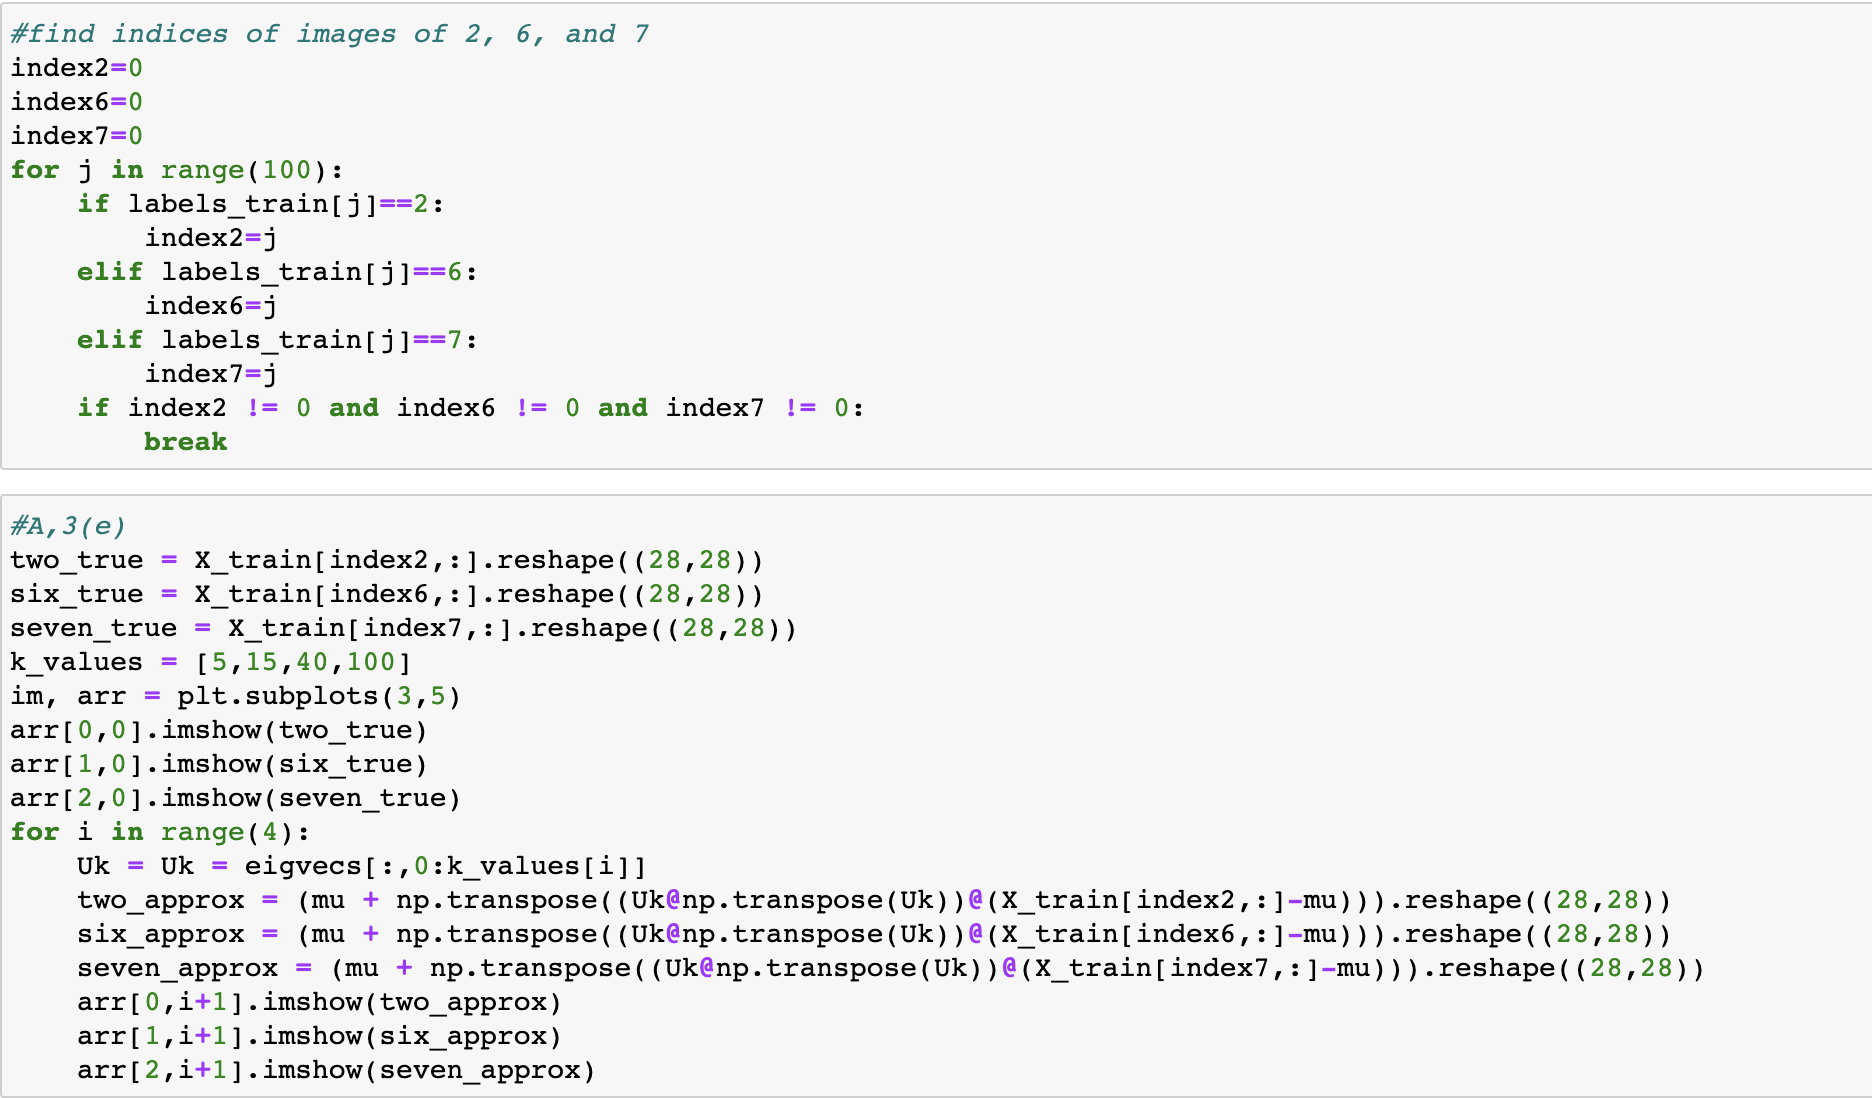 #find indices of images of 2, 6, and 7
index2=0
index6=0
index7=0
for j in range(100):
    if labels_train[j]==2:
        index2=j
    elif labels_train[j]==6:
        index6=j
    elif labels_train[j]==7:
        index7=j
    if index2 != 0 and index6 != 0 and index7 != 0:
        break
#A,3(e)
two_true = X_train[index2,:].reshape((28,28))
six_true = X_train[index6,:].reshape((28,28))
seven_true = X_train[index7,:].reshape((28,28))
k_values = [5,15,40,100]
im, arr = plt.subplots(3,5)
arr[0,0].imshow(two_true)
arr[1,0].imshow(six_true)
arr[2,0].imshow(seven_true)
for i in range(4):
    Uk = Uk = eigvecs[:,0:k_values[i]]
    two_approx = (mu + np.transpose((Uk@np.transpose(Uk))@(X_train[index2,:]-mu))).reshape((28,28))
    six_approx = (mu + np.transpose((Uk@np.transpose(Uk))@(X_train[index6,:]-mu))).reshape((28,28))
    seven_approx = (mu + np.transpose((Uk@np.transpose(Uk))@(X_train[index7,:]-mu))).reshape((28,28))
    arr[0,i+1].imshow(two_approx)
    arr[1,i+1].imshow(six_approx)
    arr[2,i+1].imshow(seven_approx)